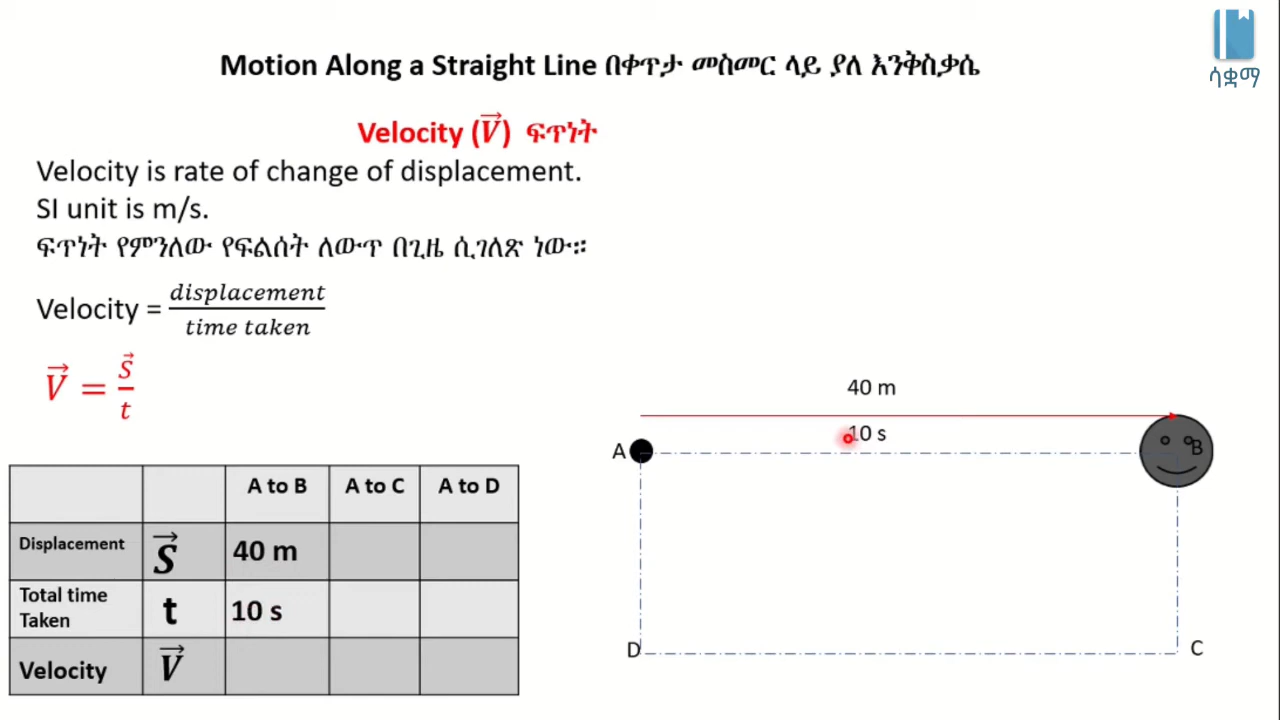 ሳቋማ
Motion Along a Straight Line በቀጥታ መስመር ላይ ያለ እንቅስቃሴ
Velocity (V⃗) ፍጥነት
Velocity is rate of change of displacement.
SI unit is m/s.
ፍጥነት የምንለው የፍልሰት ለውጥ በጊዜ ሲገለጽ ነው።
Velocity = displacement / time taken
V⃗ = S⃗ / t
40 m
10 s
A
B
D
C
A to B A to C A to D
Displacement S⃗ 40 m
Total time Taken t 10 s
Velocity V⃗